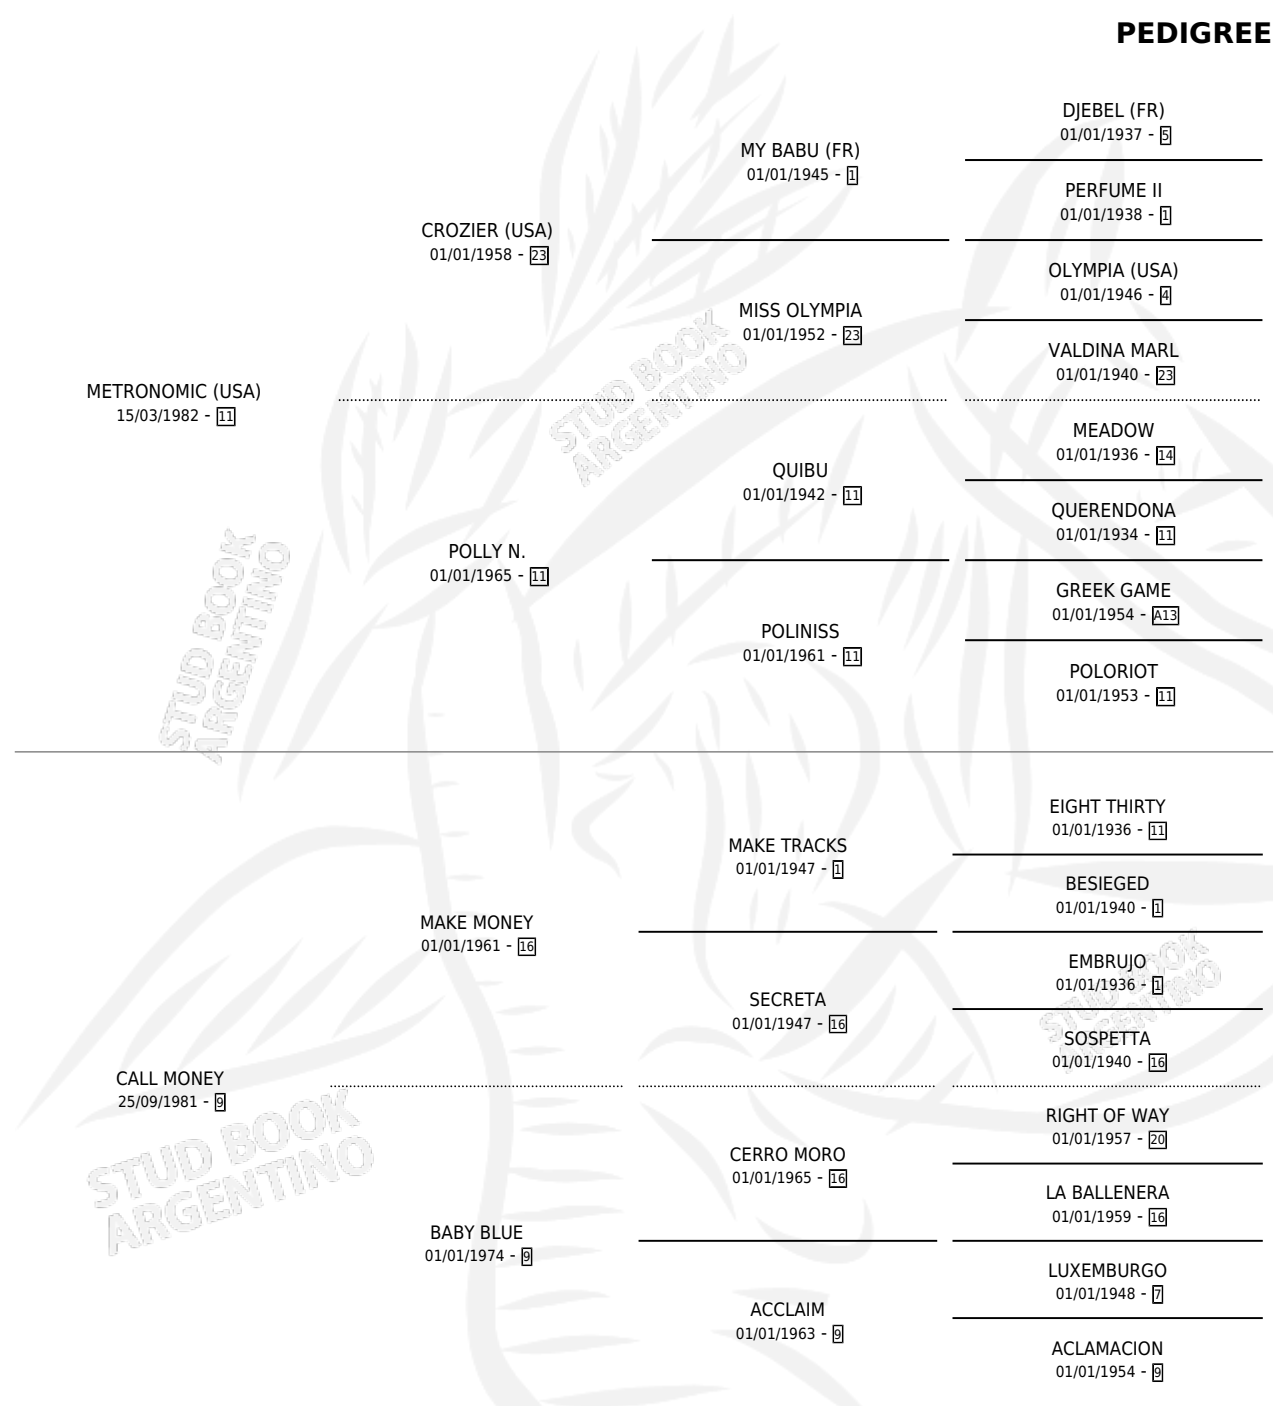 PEDIGREE
DJEBEL (FR)
01/01/1937 - 5
MY BABU (FR)
01/01/1945 - 1
PERFUME II
01/01/1938 - 1
CROZIER (USA)
01/01/1958 - 23
OLYMPIA (USA)
01/01/1946 - 4
MISS OLYMPIA
01/01/1952 - 23
VALDINA MARL
01/01/1940 - 23
METRONOMIC (USA)
15/03/1982 - 11
MEADOW
01/01/1936 - 14
QUIBU
01/01/1942 - 11
QUERENDONA
01/01/1934 - 11
POLLY N.
01/01/1965 - 11
GREEK GAME
01/01/1954 - A13
POLINISS
01/01/1961 - 11
POLORIOT
01/01/1953 - 11
EIGHT THIRTY
01/01/1936 - 11
MAKE TRACKS
01/01/1947 - 1
BESIEGED
01/01/1940 - 1
MAKE MONEY
01/01/1961 - 16
EMBRUJO
01/01/1936 - 1
SECRETA
01/01/1947 - 16
SOSPETTA
01/01/1940 - 16
CALL MONEY
25/09/1981 - 9
RIGHT OF WAY
01/01/1957 - 20
CERRO MORO
01/01/1965 - 16
LA BALLENERA
01/01/1959 - 16
BABY BLUE
01/01/1974 - 9
LUXEMBURGO
01/01/1948 - 7
ACCLAIM
01/01/1963 - 9
ACLAMACION
01/01/1954 - 9
STUD BOOK
ARGENTINO
STUD BOOK
ARGENTINO
STUD BOOK
ARGENTINO
STUD BOOK
ARGENTINO